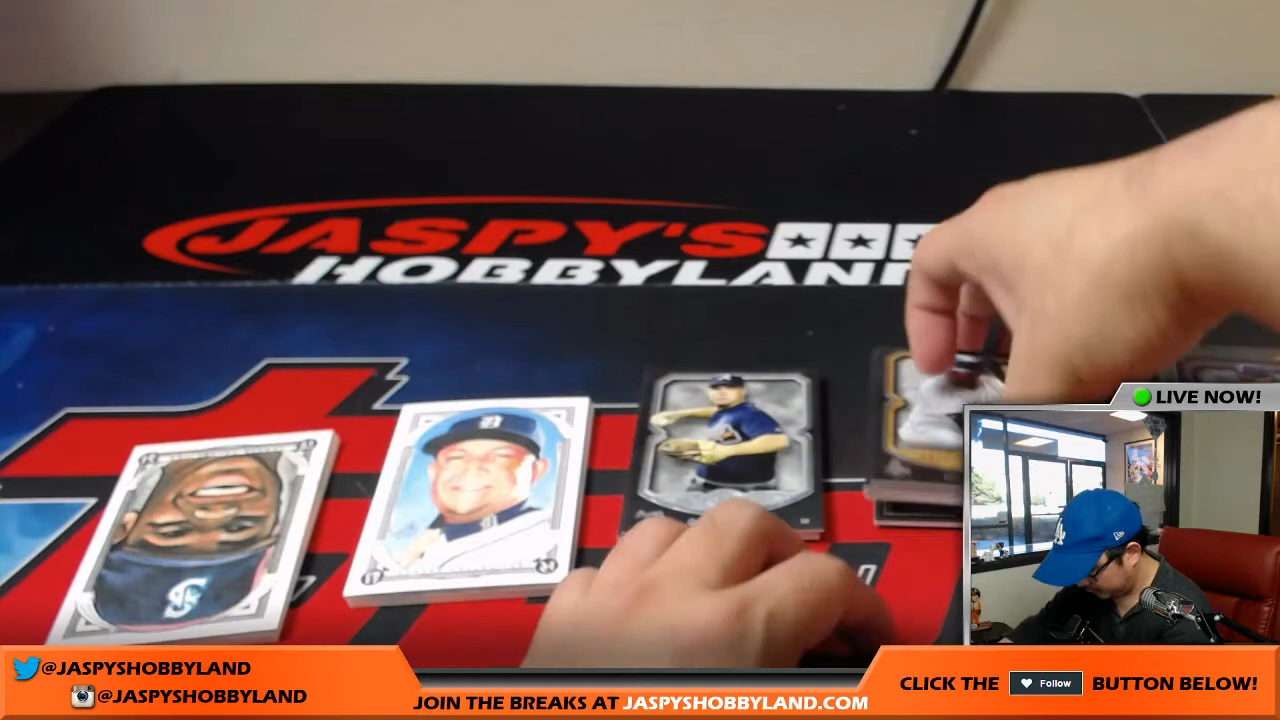 JASPY'S
HOBBYLAND
LIVE NOW!
@JASPYSHOBBYLAND
@JASPYSHOBBYLAND
JOIN THE BREAKS AT JASPYSHOBBYLAND.COM
CLICK THE Follow BUTTON BELOW!